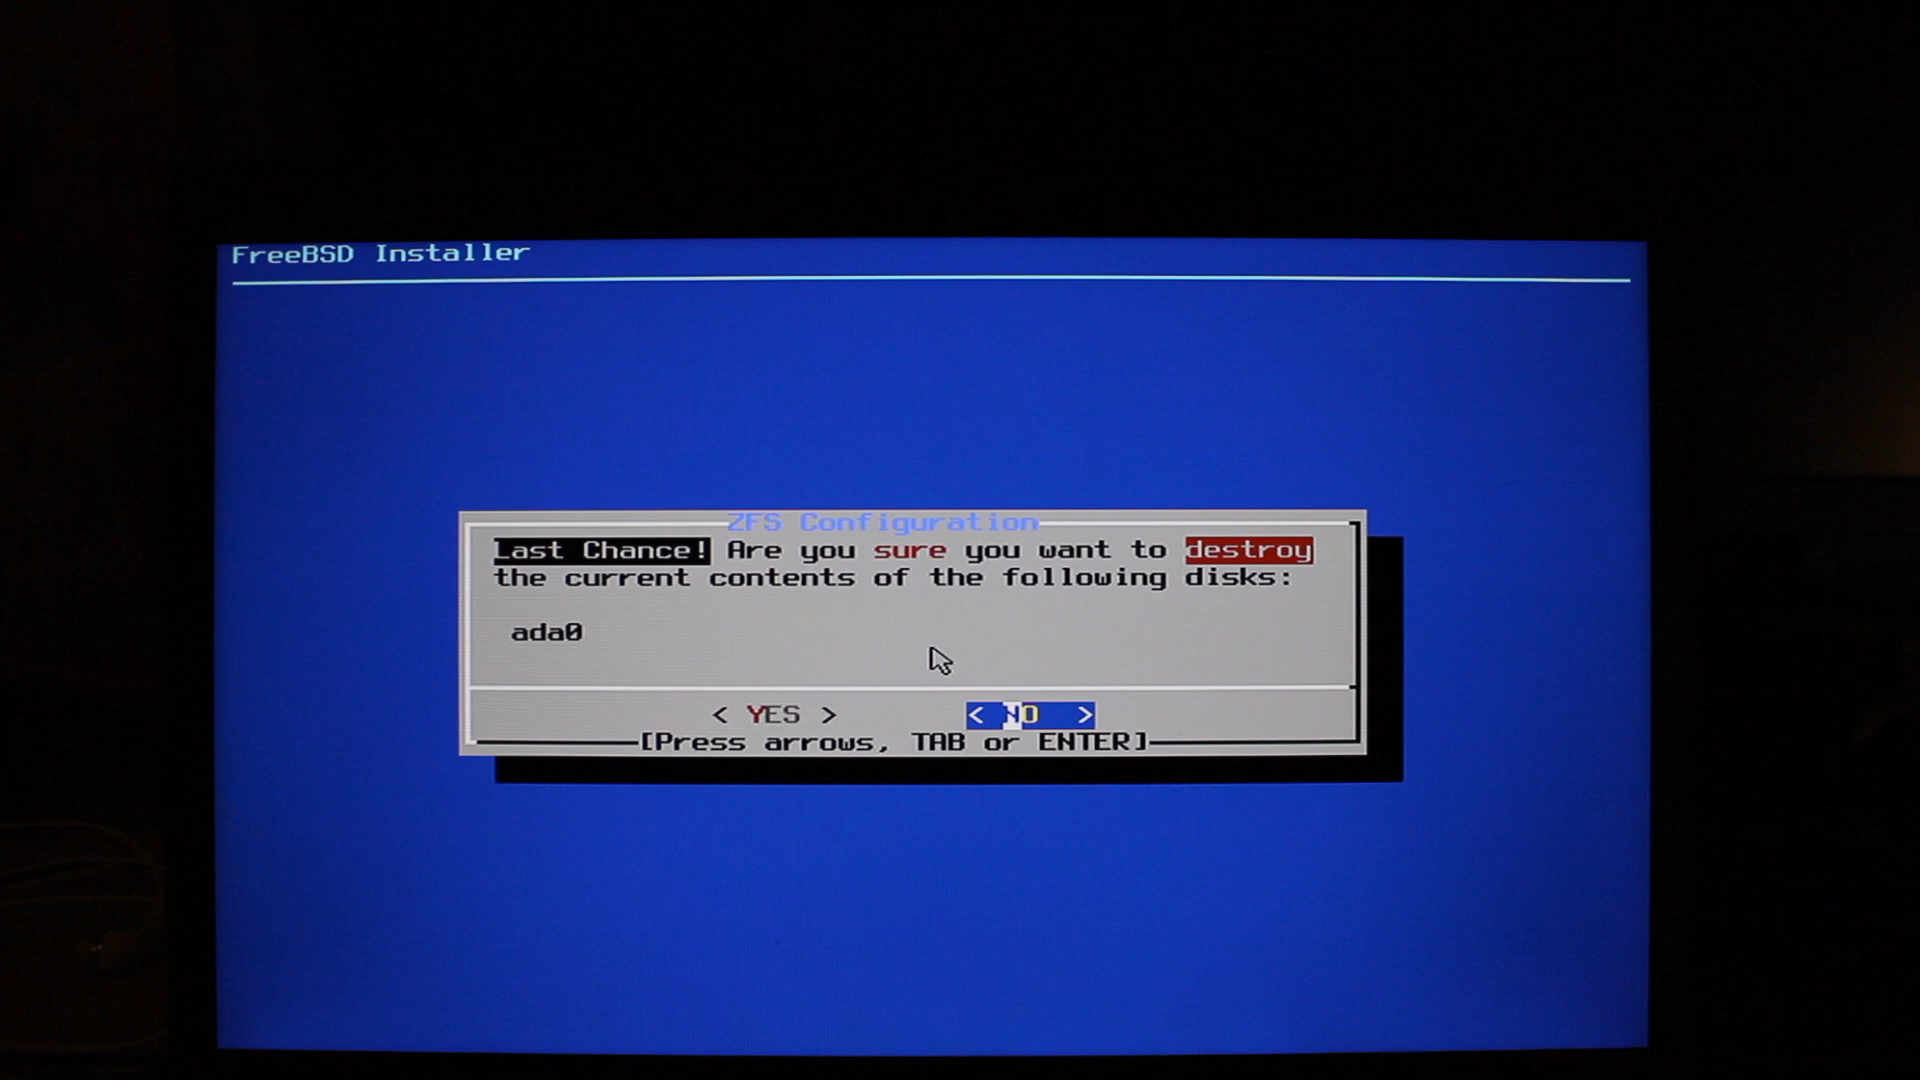 FreeBSD Installer
ZFS Configuration
Last Chance! Are you sure you want to destroy
the current contents of the following disks:
ada0
< YES > < NO >
[Press arrows, TAB or ENTER]